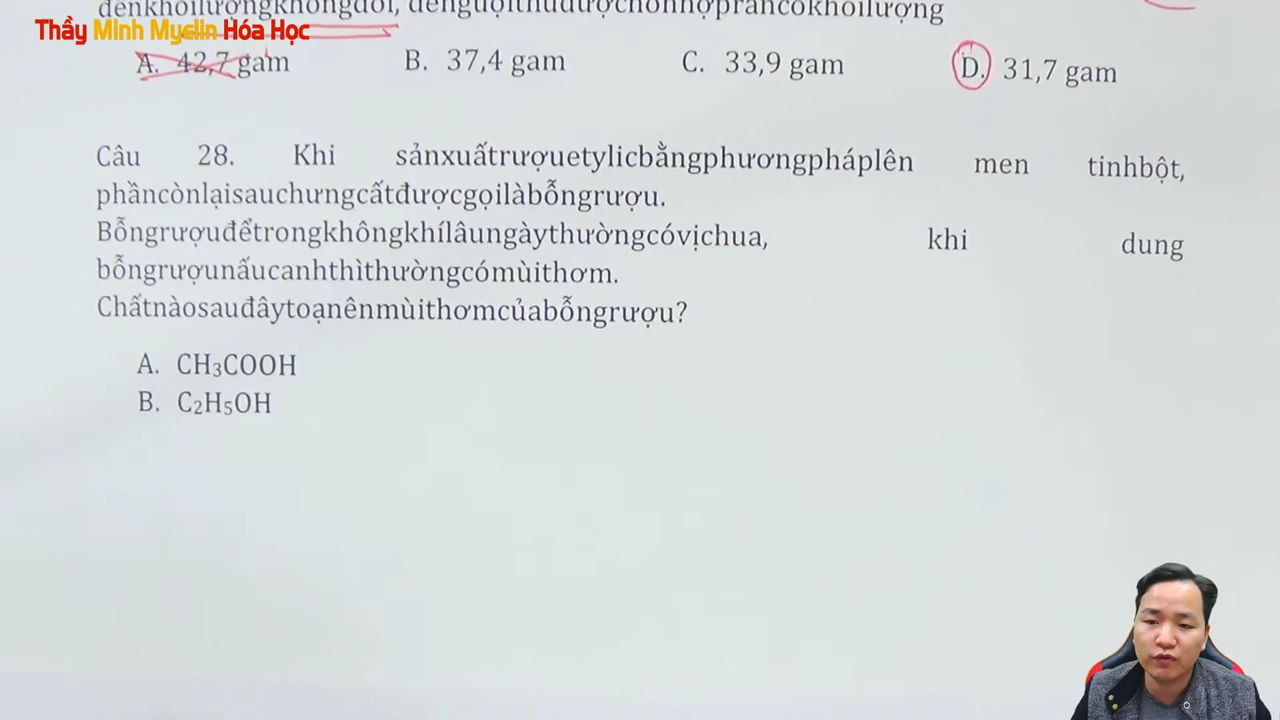 đếnkhốilượngkhôngđổi, đểnguộithuđượchỗnhợprắncókhốilượng
Thầy Minh Myelin Hóa Học
A. 42,7 gam B. 37,4 gam C. 33,9 gam D. 31,7 gam
Câu 28. Khi sảnxuấtrượuetylicbằngphươngpháplên men tinhbột,
phầncònlạisauchưngcấtđượcgọilàbỗngrượu.
Bỗngrượuđểtrongkhôngkhílâungàythườngcóvịchua, khi dung
bỗngrượunấucanhthìthườngcómùithơm.
Chấtnàosauđâytoạnênmùithơmcủabỗngrượu?
A. CH₃COOH
B. C₂H₅OH